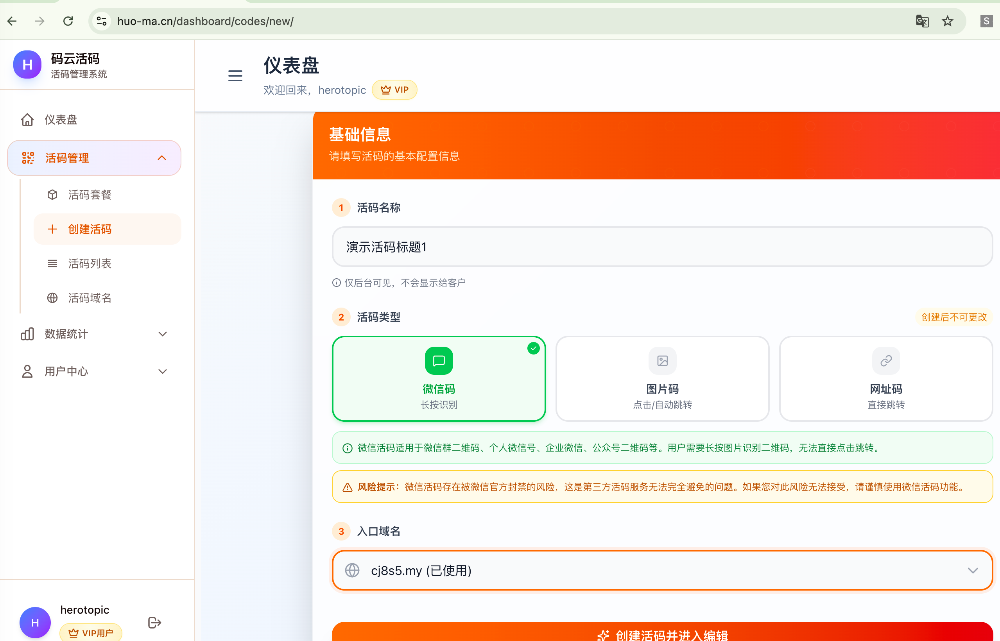 huo-ma.cn/dashboard/codes/new/
S
H
码云活码
活码管理系统
仪表盘
活码管理
活码套餐
创建活码
活码列表
活码域名
数据统计
用户中心
H
herotopic
VIP用户
仪表盘
欢迎回来，herotopic
VIP
基础信息
请填写活码的基本配置信息
1 活码名称
演示活码标题1
仅后台可见，不会显示给客户
2 活码类型
创建后不可更改
微信码
长按识别
图片码
点击/自动跳转
网址码
直接跳转
微信活码适用于微信群二维码、个人微信号、企业微信、公众号二维码等。用户需要长按图片识别二维码，无法直接点击跳转。
风险提示：微信活码存在被微信官方封禁的风险，这是第三方活码服务无法完全避免的问题。如果您对此风险无法接受，请谨慎使用微信活码功能。
3 入口域名
cj8s5.my (已使用)
创建活码并进入编辑